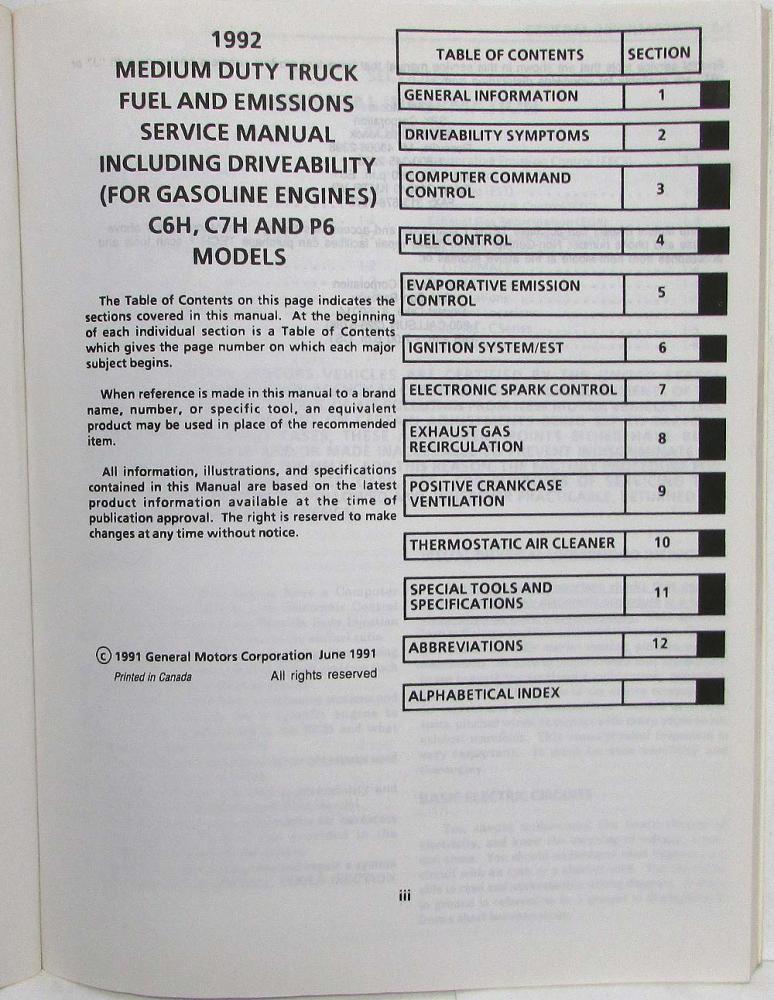 1992
MEDIUM DUTY TRUCK
FUEL AND EMISSIONS
SERVICE MANUAL
INCLUDING DRIVEABILITY
(FOR GASOLINE ENGINES)
C6H, C7H AND P6
MODELS
The Table of Contents on this page indicates the
sections covered in this manual. At the beginning
of each individual section is a Table of Contents
which gives the page number on which each major
subject begins.
When reference is made in this manual to a brand
name, number, or specific tool, an equivalent
product may be used in place of the recommended
item.
All information, illustrations, and specifications
contained in this Manual are based on the latest
product information available at the time of
publication approval. The right is reserved to make
changes at any time without notice.
© 1991 General Motors Corporation June 1991
Printed in Canada All rights reserved
TABLE OF CONTENTS SECTION
GENERAL INFORMATION 1
DRIVEABILITY SYMPTOMS 2
COMPUTER COMMAND
CONTROL 3
FUEL CONTROL 4
EVAPORATIVE EMISSION
CONTROL 5
IGNITION SYSTEM/EST 6
ELECTRONIC SPARK CONTROL 7
EXHAUST GAS
RECIRCULATION 8
POSITIVE CRANKCASE
VENTILATION 9
THERMOSTATIC AIR CLEANER 10
SPECIAL TOOLS AND
SPECIFICATIONS 11
ABBREVIATIONS 12
ALPHABETICAL INDEX
iii